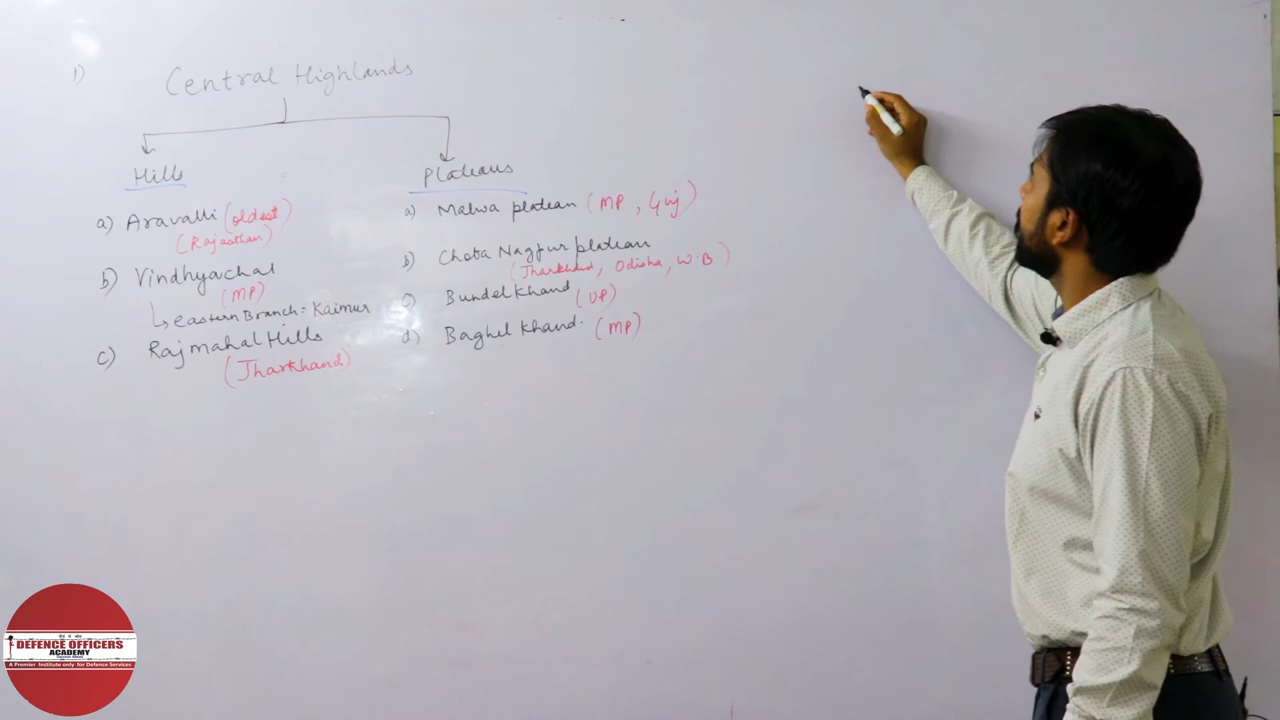 1) Central Highlands
Hills
a) Aravalli (oldest)
(Rajasthan)
b) Vindhyachal
(MP)
eastern Branch = Kaimur
c) Rajmahal Hills
(Jharkhand)
Plateaus
a) Malwa plateau (MP, Guj)
b) Chota Nagpur plateau
(Jharkhand, Odisha, W.B)
c) Bundelkhand (UP)
d) Baghel Khand. (MP)
DEFENCE OFFICERS
ACADEMY
A Premier Institute only for Defence Services